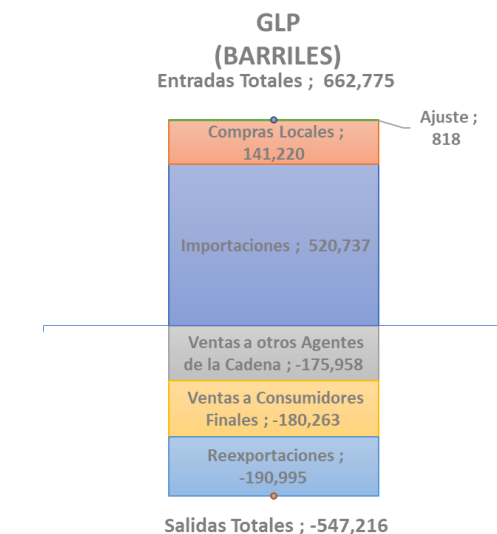 GLP
(BARRILES)
Entradas Totales ;  662,775
Ajuste ;
818
Compras Locales ;
141,220
Importaciones ;  520,737
Ventas a otros Agentes
de la Cadena ; -175,958
Ventas a Consumidores
Finales ; -180,263
Reexportaciones ;
-190,995
Salidas Totales ; -547,216